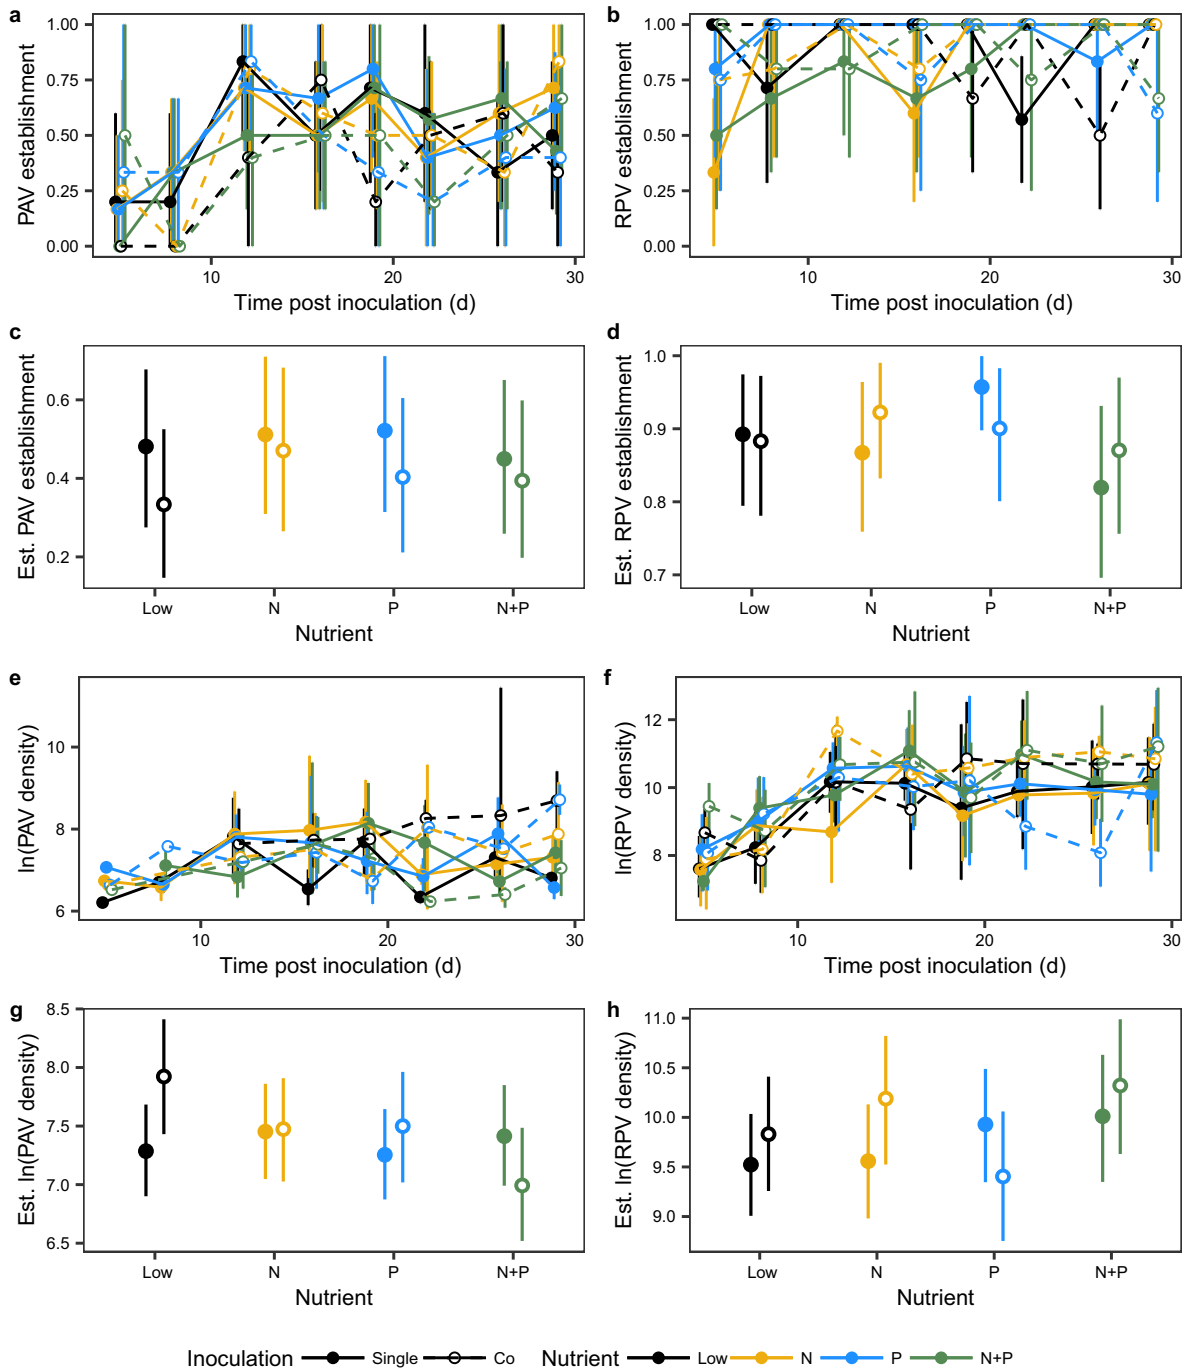 a
b
PAV establishment
1.00
0.75
0.50
0.25
0.00
10
20
30
Time post inoculation (d)
RPV establishment
1.00
0.75
0.50
0.25
0.00
10
20
30
Time post inoculation (d)
c
d
Est. PAV establishment
0.6
0.4
0.2
Low
N
P
N+P
Nutrient
Est. RPV establishment
1.0
0.9
0.8
0.7
Low
N
P
N+P
Nutrient
e
f
ln(PAV density)
10
8
6
10
20
30
Time post inoculation (d)
ln(RPV density)
12
10
8
10
20
30
Time post inoculation (d)
g
h
Est. ln(PAV density)
8.5
8.0
7.5
7.0
6.5
Low
N
P
N+P
Nutrient
Est. ln(RPV density)
11.0
10.5
10.0
9.5
9.0
Low
N
P
N+P
Nutrient
Inoculation Single Co Nutrient Low N P N+P